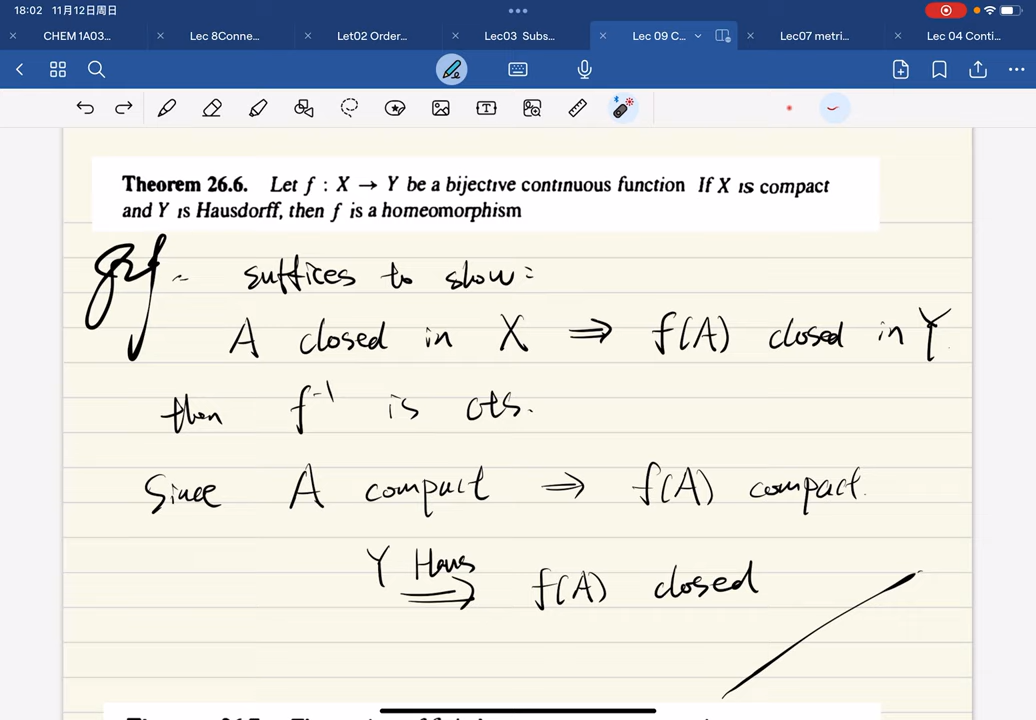 18:02 11月12日周日
CHEM 1A03... Lec 8Conne... Let02 Order... Lec03 Subs... Lec 09 C... Lec07 metri... Lec 04 Conti...
Theorem 26.6. Let f : X → Y be a bijective continuous function If X is compact
and Y is Hausdorff, then f is a homeomorphism
suffices to show:
A closed in X ⇒ f(A) closed in Y
then f⁻¹ is cts.
Since A compact ⇒ f(A) compact.
Y Haus
⇒ f(A) closed